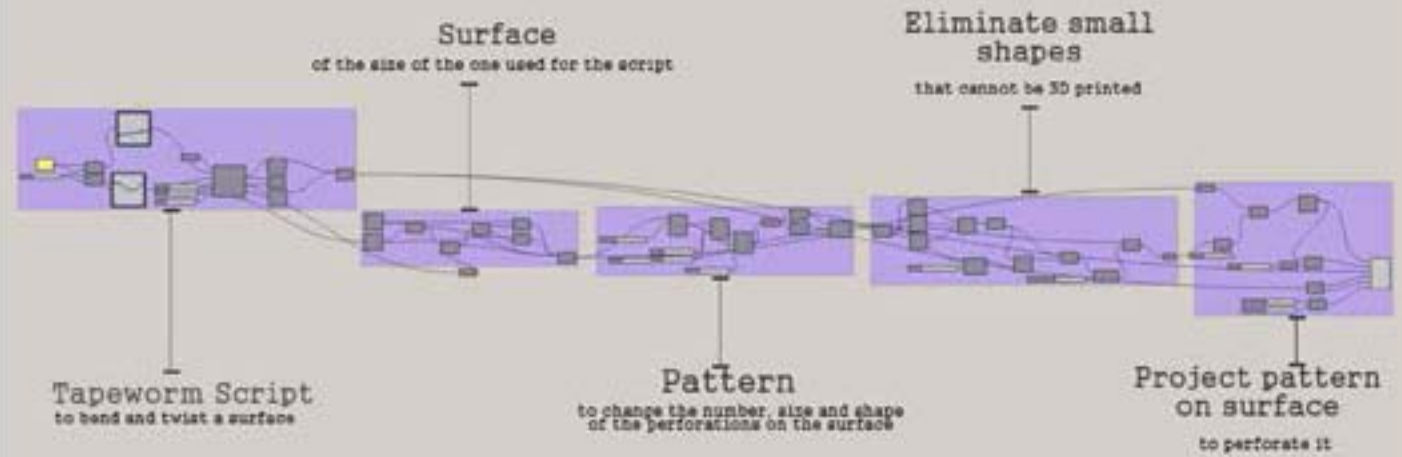 Surface
of the size of the one used for the script
Eliminate small
shapes
that cannot be 3D printed
Tapeworm Script
to bend and twist a surface
Pattern
to change the number, size and shape
of the perforations on the surface
Project pattern
on surface
to perforate it